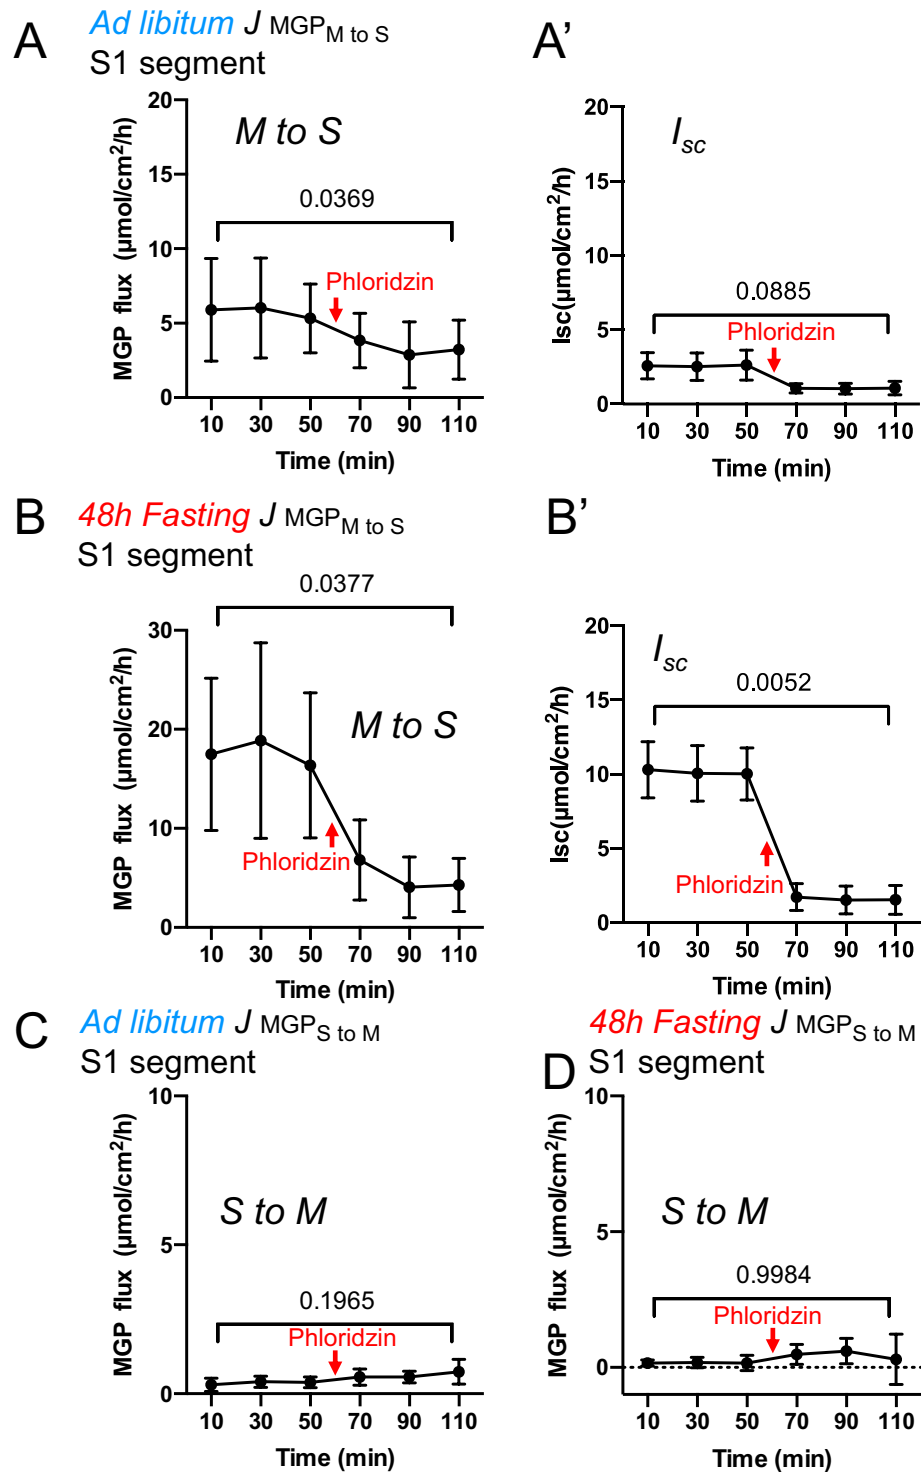 A
Ad libitum J MGP M to S
S1 segment
M to S
0.0369
Phloridzin
MGP flux (µmol/cm²/h)
20
15
10
5
0
10 30 50 70 90 110
Time (min)
A’
Isc
0.0885
Phloridzin
Isc(µmol/cm²/h)
20
15
10
5
0
10 30 50 70 90 110
Time (min)
B
48h Fasting J MGP M to S
S1 segment
0.0377
M to S
Phloridzin
MGP flux (µmol/cm²/h)
30
20
10
0
10 30 50 70 90 110
Time (min)
B’
Isc
0.0052
Phloridzin
Isc(µmol/cm²/h)
20
15
10
5
0
10 30 50 70 90 110
Time (min)
C
Ad libitum J MGP S to M
S1 segment
S to M
0.1965
Phloridzin
MGP flux (µmol/cm²/h)
10
5
0
10 30 50 70 90 110
Time (min)
D
48h Fasting J MGP S to M
S1 segment
S to M
0.9984
Phloridzin
MGP flux (µmol/cm²/h)
10
5
0
10 30 50 70 90 110
Time (min)